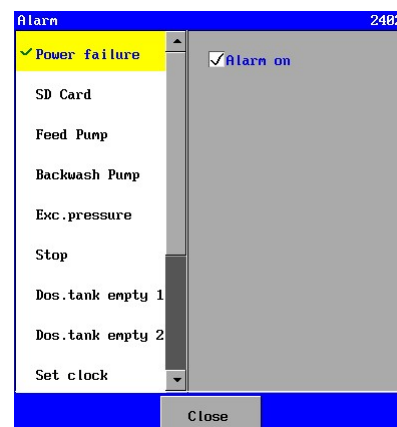 Alarm 2402
Power failure
Alarm on
SD Card
Feed Pump
Backwash Pump
Exc.pressure
Stop
Dos.tank empty 1
Dos.tank empty 2
Set clock
Close